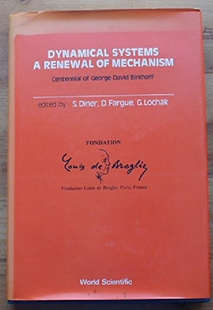 DYNAMICAL SYSTEMS
A RENEWAL OF MECHANISM
Centennial of George David Birkhoff
edited by S. Diner, D. Fargue, G. Lochak
FONDATION
Louis de Broglie
Fondation Louis de Broglie, Paris, France
World Scientific